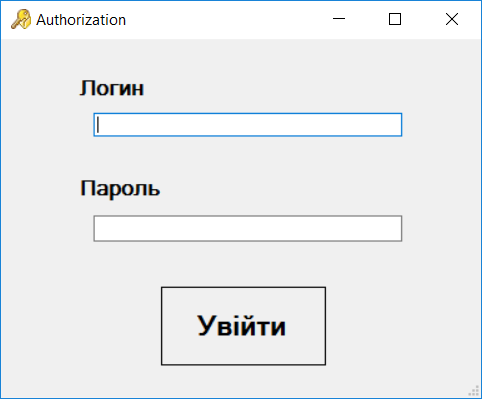 Authorization
Логин
Пароль
Увійти